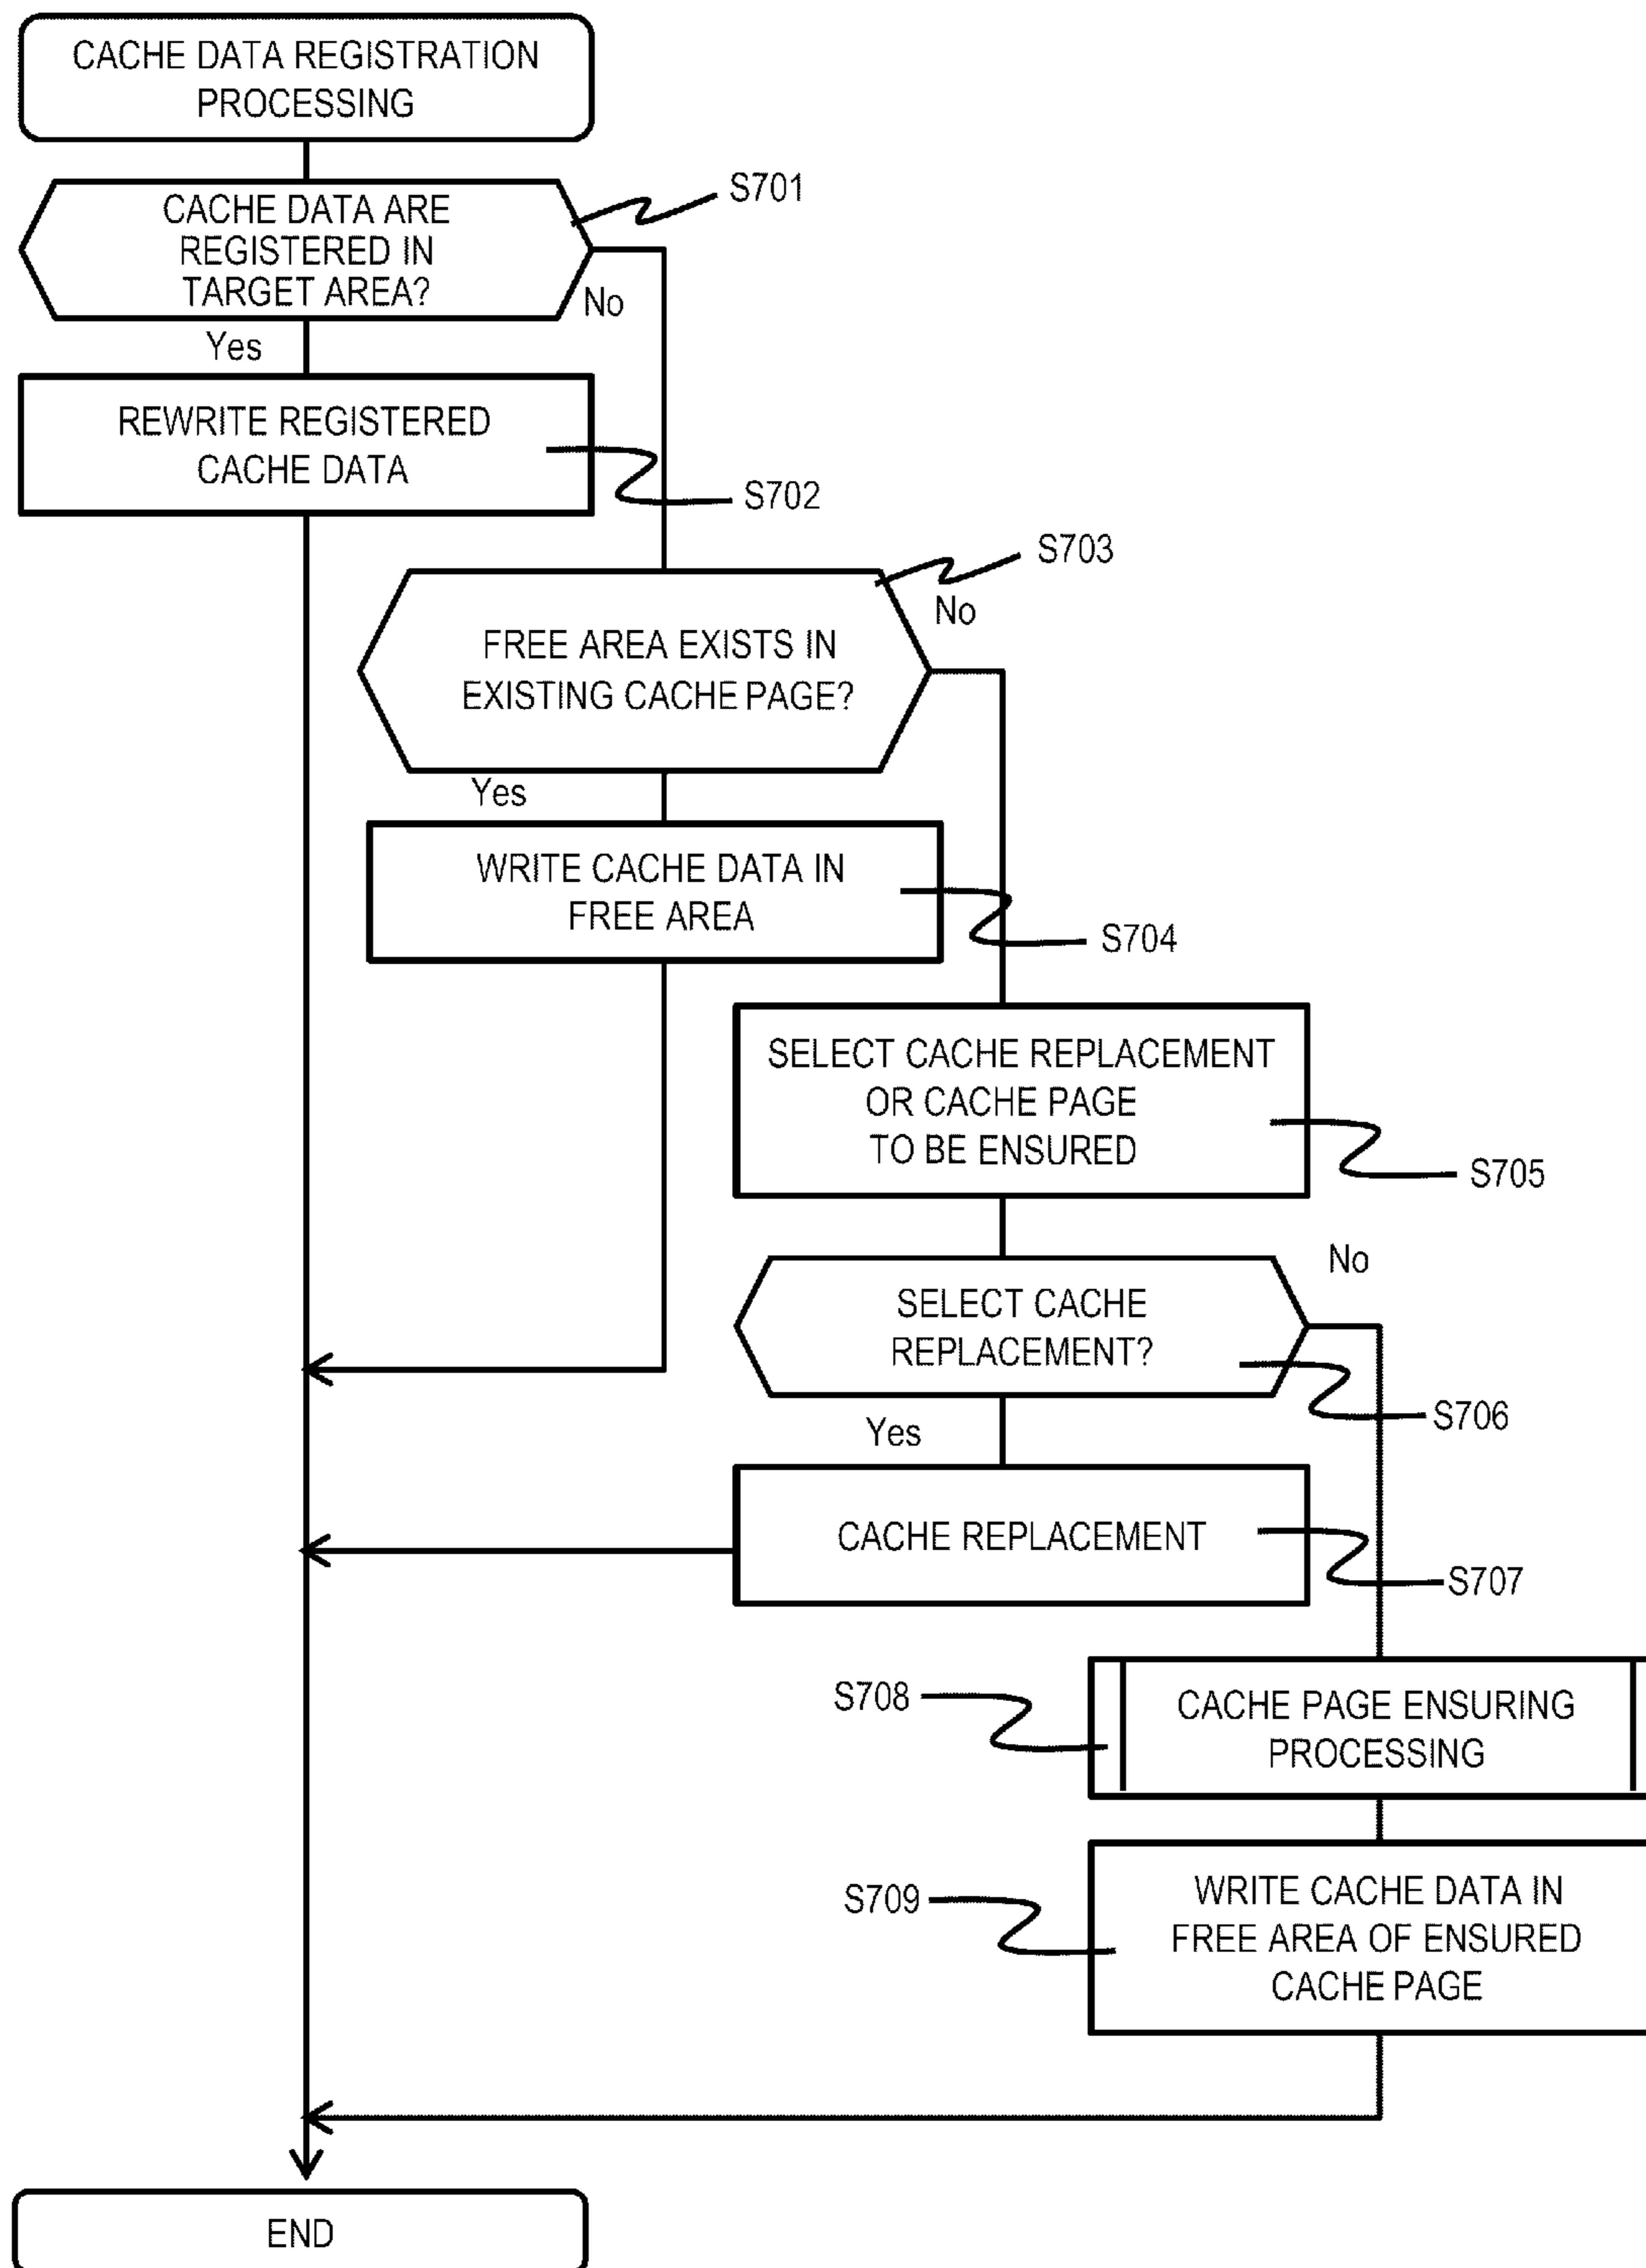 CACHE DATA REGISTRATION
PROCESSING
CACHE DATA ARE
REGISTERED IN
TARGET AREA?
S701
No
Yes
REWRITE REGISTERED
CACHE DATA
S702
S703
No
FREE AREA EXISTS IN
EXISTING CACHE PAGE?
Yes
WRITE CACHE DATA IN
FREE AREA
S704
SELECT CACHE REPLACEMENT
OR CACHE PAGE
TO BE ENSURED
S705
No
SELECT CACHE
REPLACEMENT?
S706
Yes
CACHE REPLACEMENT
S707
S708
CACHE PAGE ENSURING
PROCESSING
S709
WRITE CACHE DATA IN
FREE AREA OF ENSURED
CACHE PAGE
END